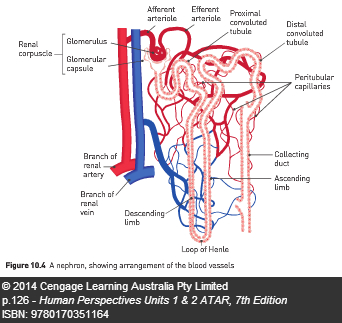 Afferent
arteriole
Efferent
arteriole
Proximal
convoluted
tubule
Distal
convoluted
tubule
Renal
corpuscle
Glomerulus
Glomerular
capsule
Peritubular
capillaries
Branch of
renal
artery
Collecting
duct
Ascending
limb
Branch of
renal
vein
Descending
limb
Loop of Henle
Figure 10.4 A nephron, showing arrangement of the blood vessels
© 2014 Cengage Learning Australia Pty Limited
p.126 - Human Perspectives Units 1 & 2 ATAR, 7th Edition
ISBN: 9780170351164